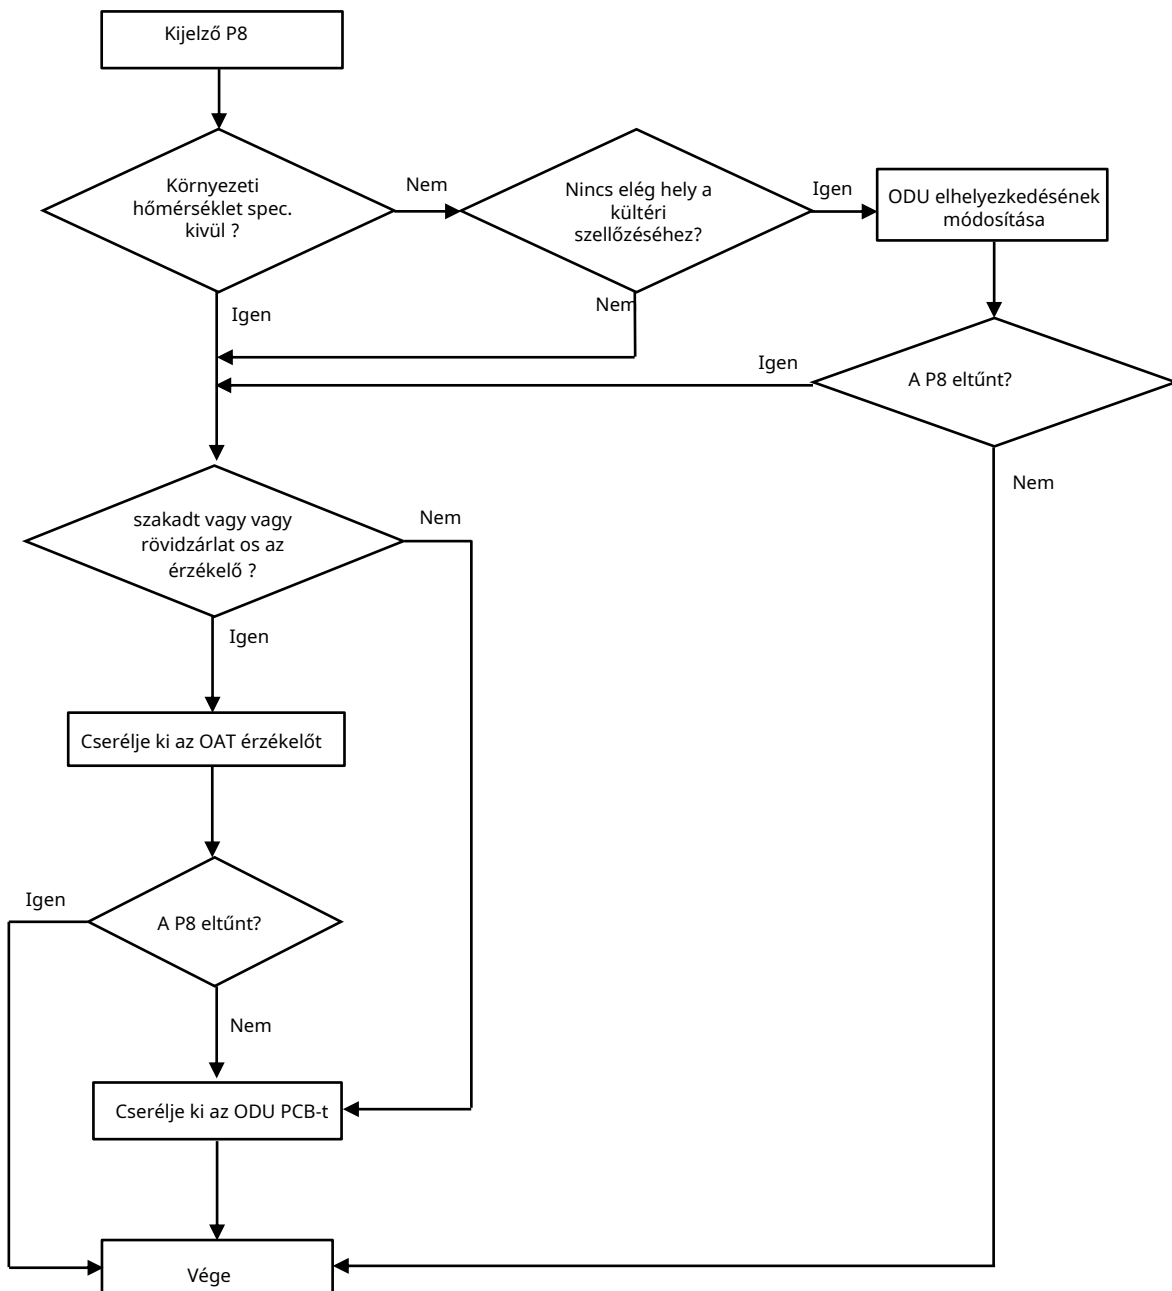 Kijelző P8
Környezeti
hőmérséklet spec.
kivül ?
Nem
Nincs elég hely a
kültéri
szellőzéséhez?
Igen
ODU elhelyezkedésének
módosítása
Igen
Nem
Igen
A P8 eltűnt?
Nem
szakadt vagy vagy
rövidzárlat os az
érzékelő ?
Nem
Igen
Cserélje ki az OAT érzékelőt
Igen
A P8 eltűnt?
Nem
Cserélje ki az ODU PCB-t
Vége